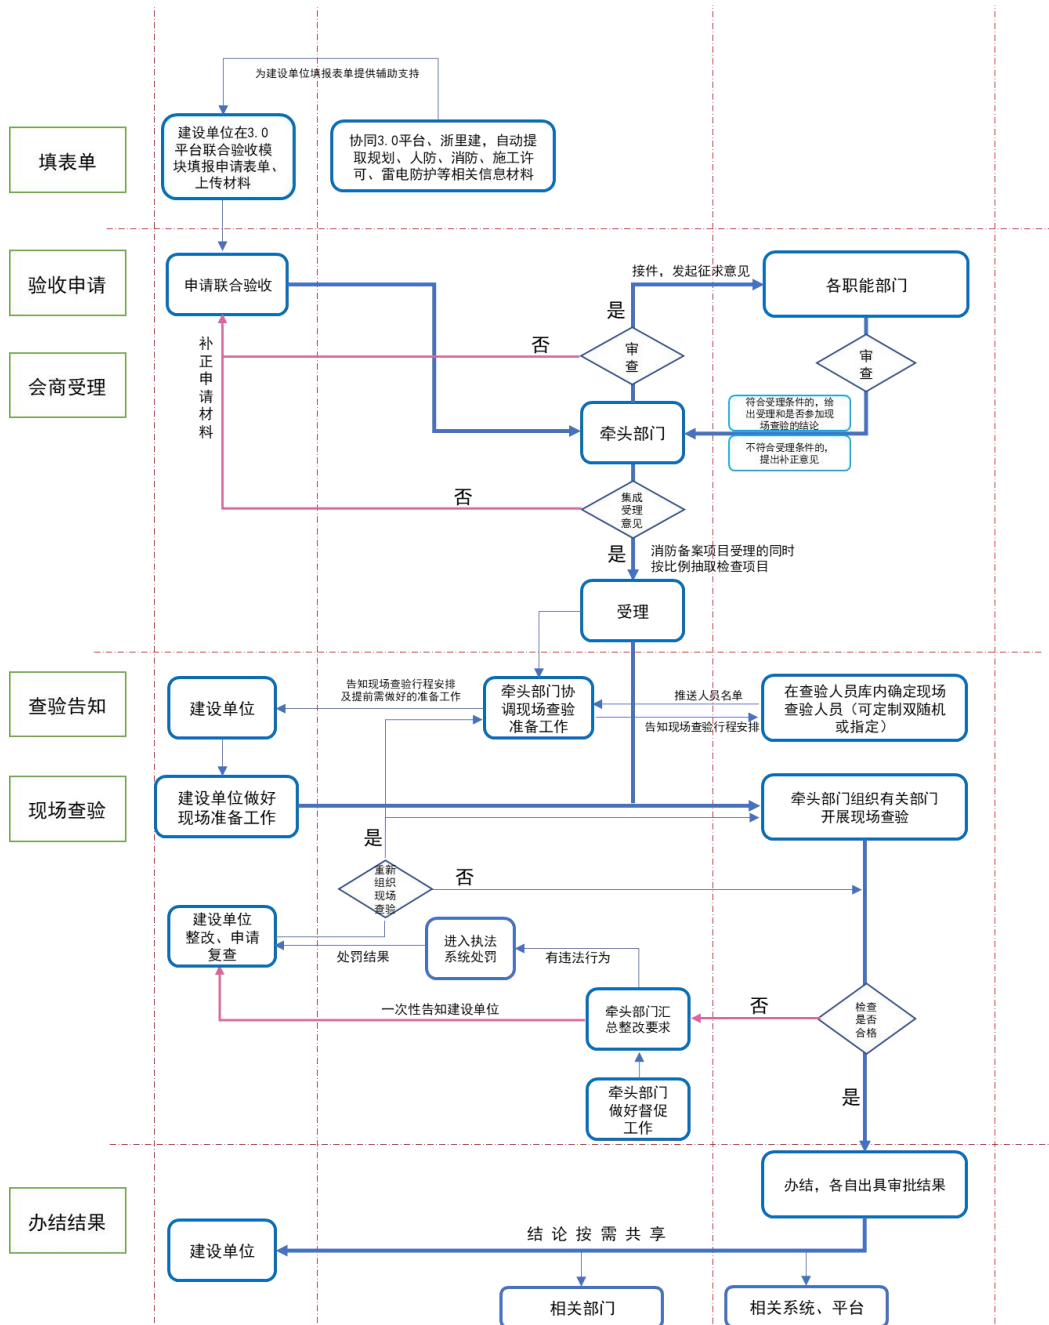 为建设单位填报表单提供辅助支持
填表单
建设单位在3.0
平台联合验收模
块填报申请表单、
上传材料
协同3.0平台、浙里建，自动提
取规划、人防、消防、施工许
可、雷电防护等相关信息材料
验收申请
申请联合验收
接件，发起征求意见
各职能部门
是
否
审
查
审
查
补
正
申
请
材
料
会商受理
符合受理条件的，给
出受理和是否参加现
场查验的结论
牵头部门
不符合受理条件的，
提出补正意见
否
集成
受理
意见
是
消防备案项目受理的同时
按比例抽取检查项目
受理
查验告知
建设单位
告知现场查验行程安排
及提前需做好的准备工作
牵头部门协
调现场查验
准备工作
推送人员名单
告知现场查验行程安排
在查验人员库内确定现场
查验人员（可定制双随机
或指定）
现场查验
建设单位做好
现场准备工作
牵头部门组织有关部门
开展现场查验
是
重新
组织
现场
查验
否
建设单位
整改、申请
复查
处罚结果
进入执法
系统处罚
有违法行为
一次性告知建设单位
牵头部门汇
总整改要求
否
检查
是否
合格
牵头部门
做好督促
工作
是
办结，各自出具审批结果
办结结果
建设单位
结论按需共享
相关部门
相关系统、平台